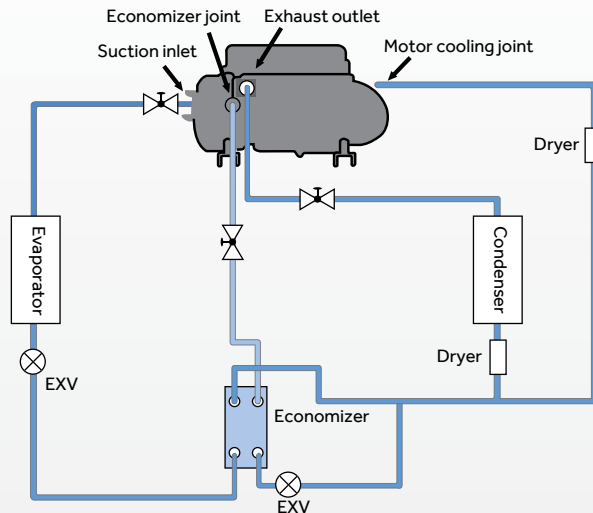 Economizer joint
Exhaust outlet
Suction inlet
Motor cooling joint
Dryer
Evaporator
Condenser
Dryer
EXV
Economizer
EXV